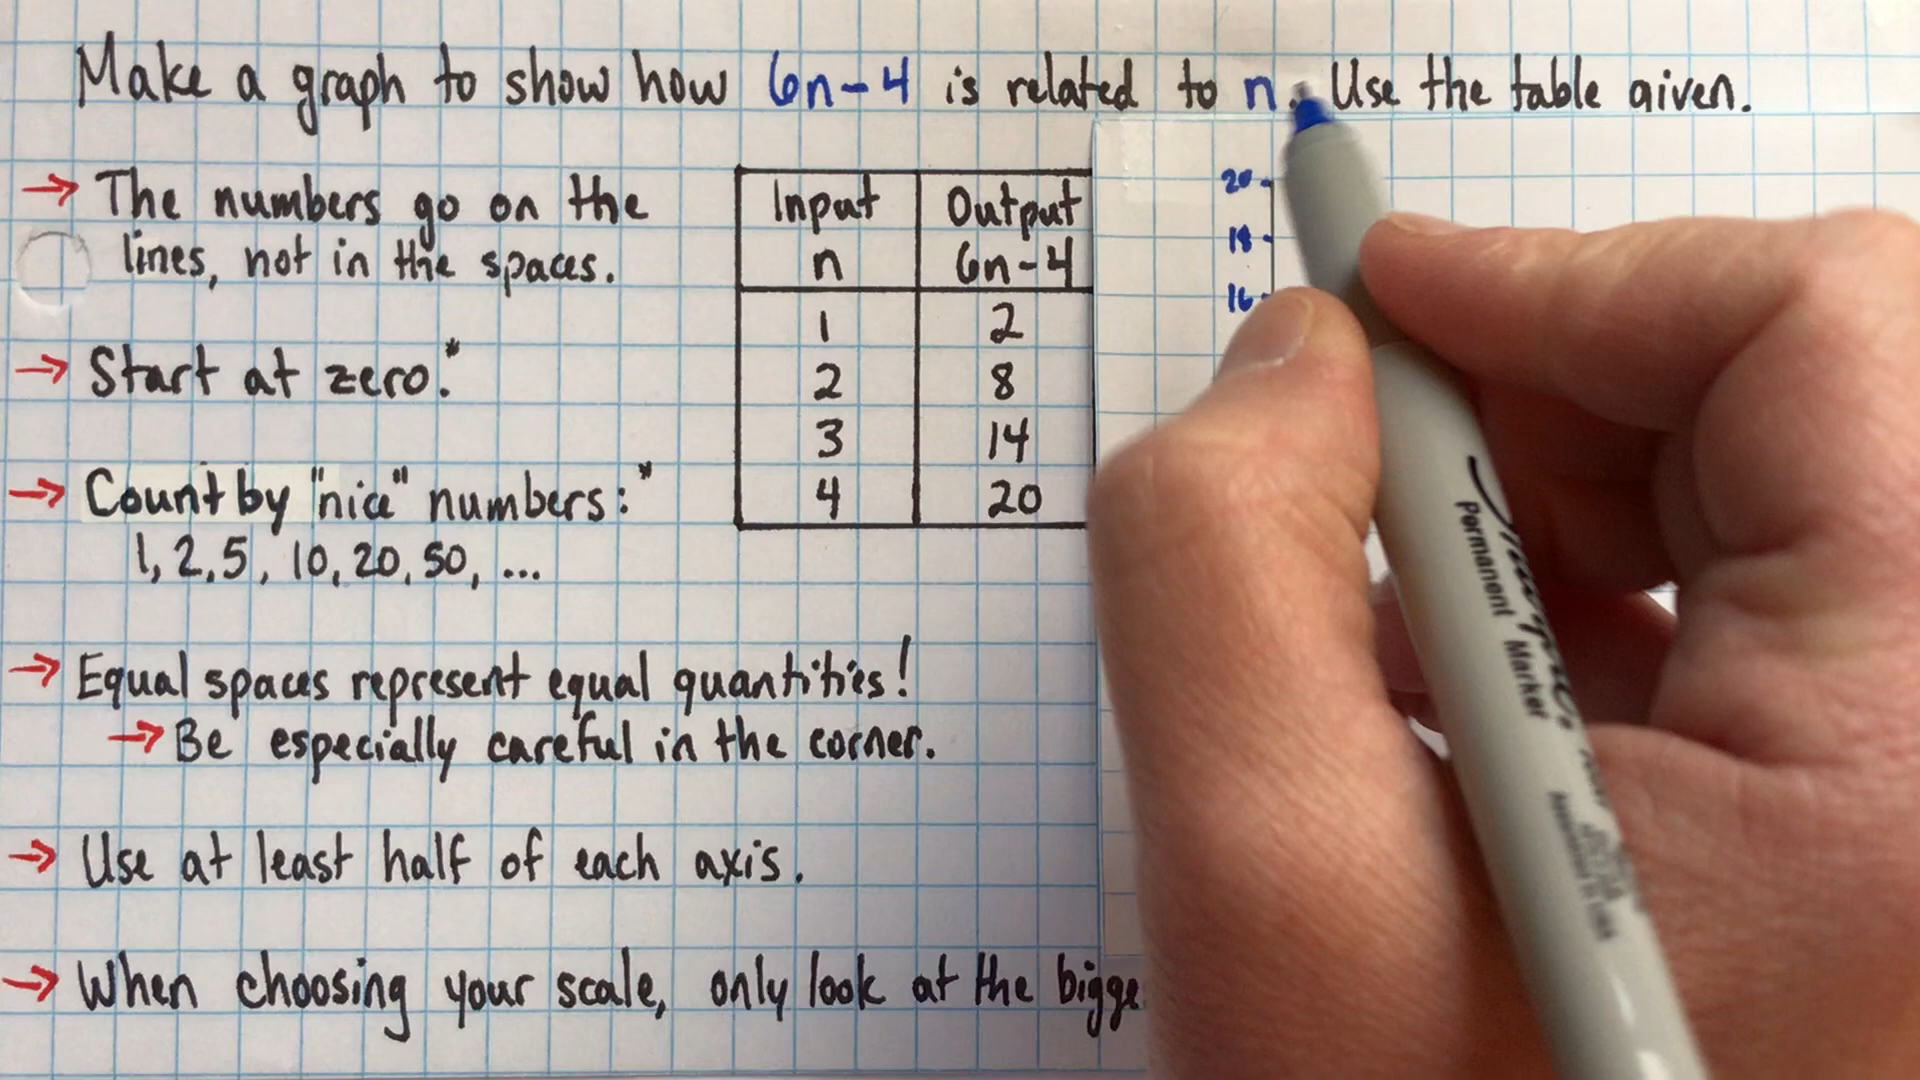 Make a graph to show how 6n-4 is related to n. Use the table given.
→ The numbers go on the
lines, not in the spaces.
→ Start at zero.*
→ Count by "nice" numbers:*
1, 2, 5, 10, 20, 50, ...
→ Equal spaces represent equal quantities!
→ Be especially careful in the corner.
→ Use at least half of each axis.
→ When choosing your scale, only look at the
Input Output
n 6n-4
1 2
2 8
3 14
4 20
20
18
16
Permanent Marker